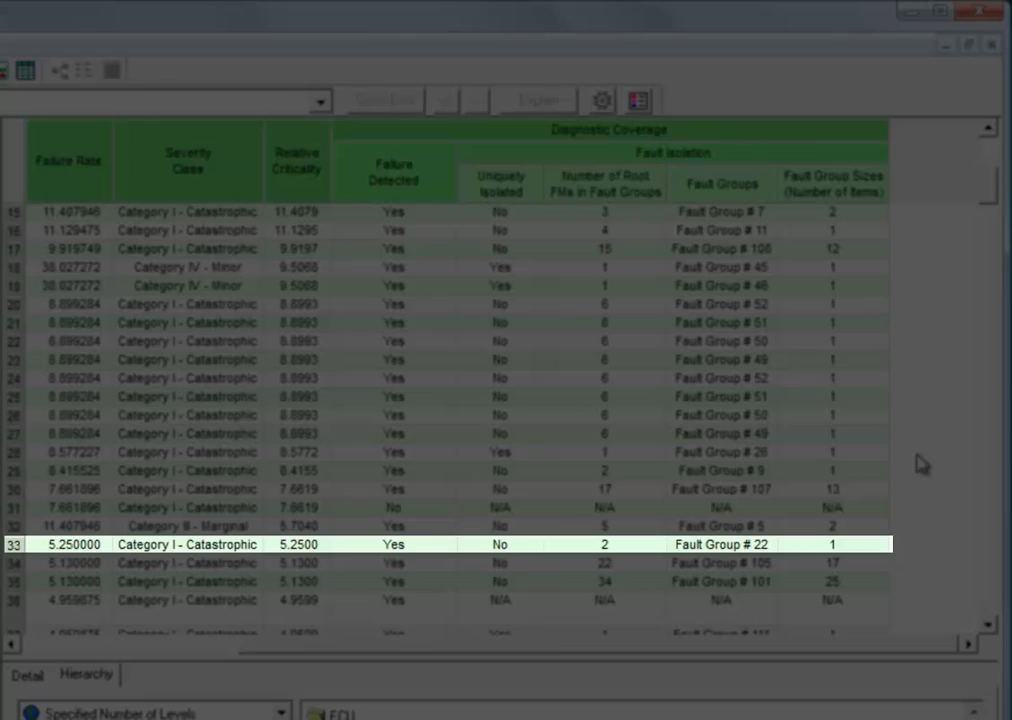 Diagnostic Coverage
Failure Rate Severity Class Relative Criticality Failure Detected Fault Isolation
Uniquely Isolated Number of Root FMs in Fault Groups Fault Groups Fault Group Sizes (Number of Items)
15 11.407946 Category I - Catastrophic 11.4079 Yes No 3 Fault Group # 7 2
16 11.129475 Category I - Catastrophic 11.1295 Yes No 4 Fault Group # 11 1
17 9.919749 Category I - Catastrophic 9.9197 Yes No 15 Fault Group # 108 12
18 38.027272 Category IV - Minor 9.5068 Yes Yes 1 Fault Group # 45 1
19 38.027272 Category IV - Minor 9.5068 Yes Yes 1 Fault Group # 46 1
20 8.899284 Category I - Catastrophic 8.8993 Yes No 6 Fault Group # 52 1
21 8.899284 Category I - Catastrophic 8.8993 Yes No 6 Fault Group # 51 1
22 8.899284 Category I - Catastrophic 8.8993 Yes No 6 Fault Group # 50 1
23 8.899284 Category I - Catastrophic 8.8993 Yes No 6 Fault Group # 49 1
24 8.899284 Category I - Catastrophic 8.8993 Yes No 6 Fault Group # 52 1
25 8.899284 Category I - Catastrophic 8.8993 Yes No 6 Fault Group # 51 1
26 8.899284 Category I - Catastrophic 8.8993 Yes No 6 Fault Group # 50 1
27 8.899284 Category I - Catastrophic 8.8993 Yes No 6 Fault Group # 49 1
28 8.577227 Category I - Catastrophic 8.5772 Yes Yes 1 Fault Group # 26 1
29 8.415525 Category I - Catastrophic 8.4155 Yes No 2 Fault Group # 9 1
30 7.661896 Category I - Catastrophic 7.6619 Yes No 17 Fault Group # 107 13
31 7.661896 Category I - Catastrophic 7.6619 No N/A N/A N/A N/A
32 11.407946 Category III - Marginal 5.7040 Yes No 5 Fault Group # 5 2
33 5.250000 Category I - Catastrophic 5.2500 Yes No 2 Fault Group # 22 1
34 5.130000 Category I - Catastrophic 5.1300 Yes No 22 Fault Group # 105 17
35 5.130000 Category I - Catastrophic 5.1300 Yes No 34 Fault Group # 101 25
36 4.959875 Category I - Catastrophic 4.9599 Yes N/A N/A N/A N/A
Detail Hierarchy
Specified Number of Levels ECU